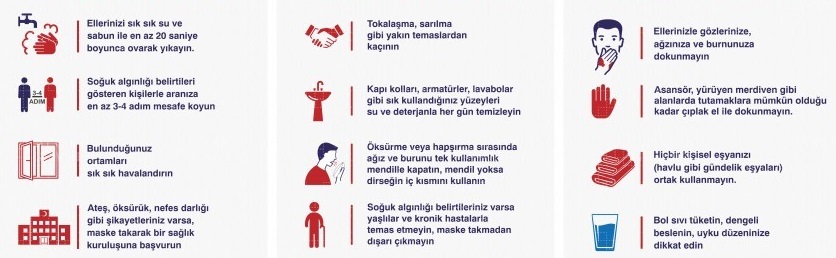 Ellerinizi sık sık su ve
sabun ile en az 20 saniye
boyunca ovarak yıkayın.
3-4
ADIM
Soğuk algınlığı belirtileri
gösteren kişilerle aranıza
en az 3-4 adım mesafe koyun
Bulunduğunuz
ortamları
sık sık havalandırın
Ateş, öksürük, nefes darlığı
gibi şikayetleriniz varsa,
maske takarak bir sağlık
kuruluşuna başvurun
Tokalaşma, sarılma
gibi yakın temaslardan
kaçının
Kapı kolları, armatürler, lavabolar
gibi sık kullandığınız yüzeyleri
su ve deterjanla her gün temizleyin
Öksürme veya hapşırma sırasında
ağız ve burunu tek kullanımlık
mendille kapatın, mendil yoksa
dirseğin iç kısmını kullanın
Soğuk algınlığı belirtileriniz varsa
yaşlılar ve kronik hastalarla
temas etmeyin, maske takmadan
dışarı çıkmayın
Ellerinizle gözlerinize,
ağzınıza ve burnunuza
dokunmayın
Asansör, yürüyen merdiven gibi
alanlarda tutamaklara mümkün olduğu
kadar çıplak el ile dokunmayın.
Hiçbir kişisel eşyanızı
(havlu gibi gündelik eşyaları)
ortak kullanmayın.
Bol sıvı tüketin, dengeli
beslenin, uyku düzeninize
dikkat edin